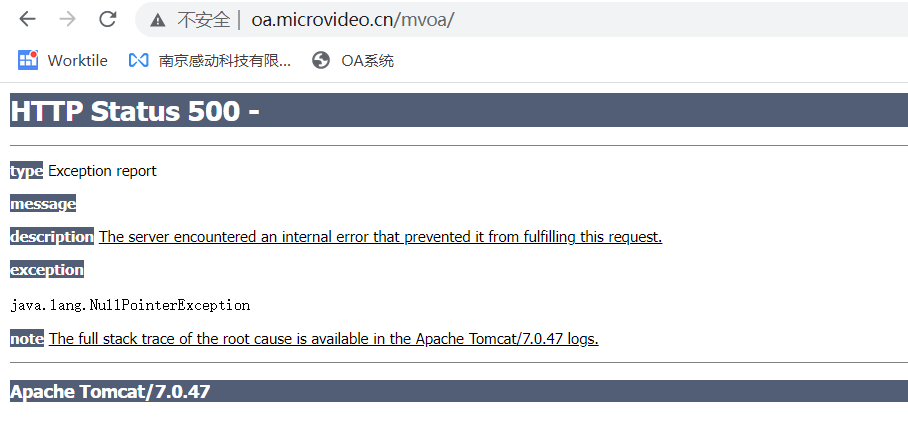 不安全 | oa.microvideo.cn/mvoa/
Worktile 南京感动科技有限... OA系统
HTTP Status 500 -
type Exception report
message
description The server encountered an internal error that prevented it from fulfilling this request.
exception
java.lang.NullPointerException
note The full stack trace of the root cause is available in the Apache Tomcat/7.0.47 logs.
Apache Tomcat/7.0.47